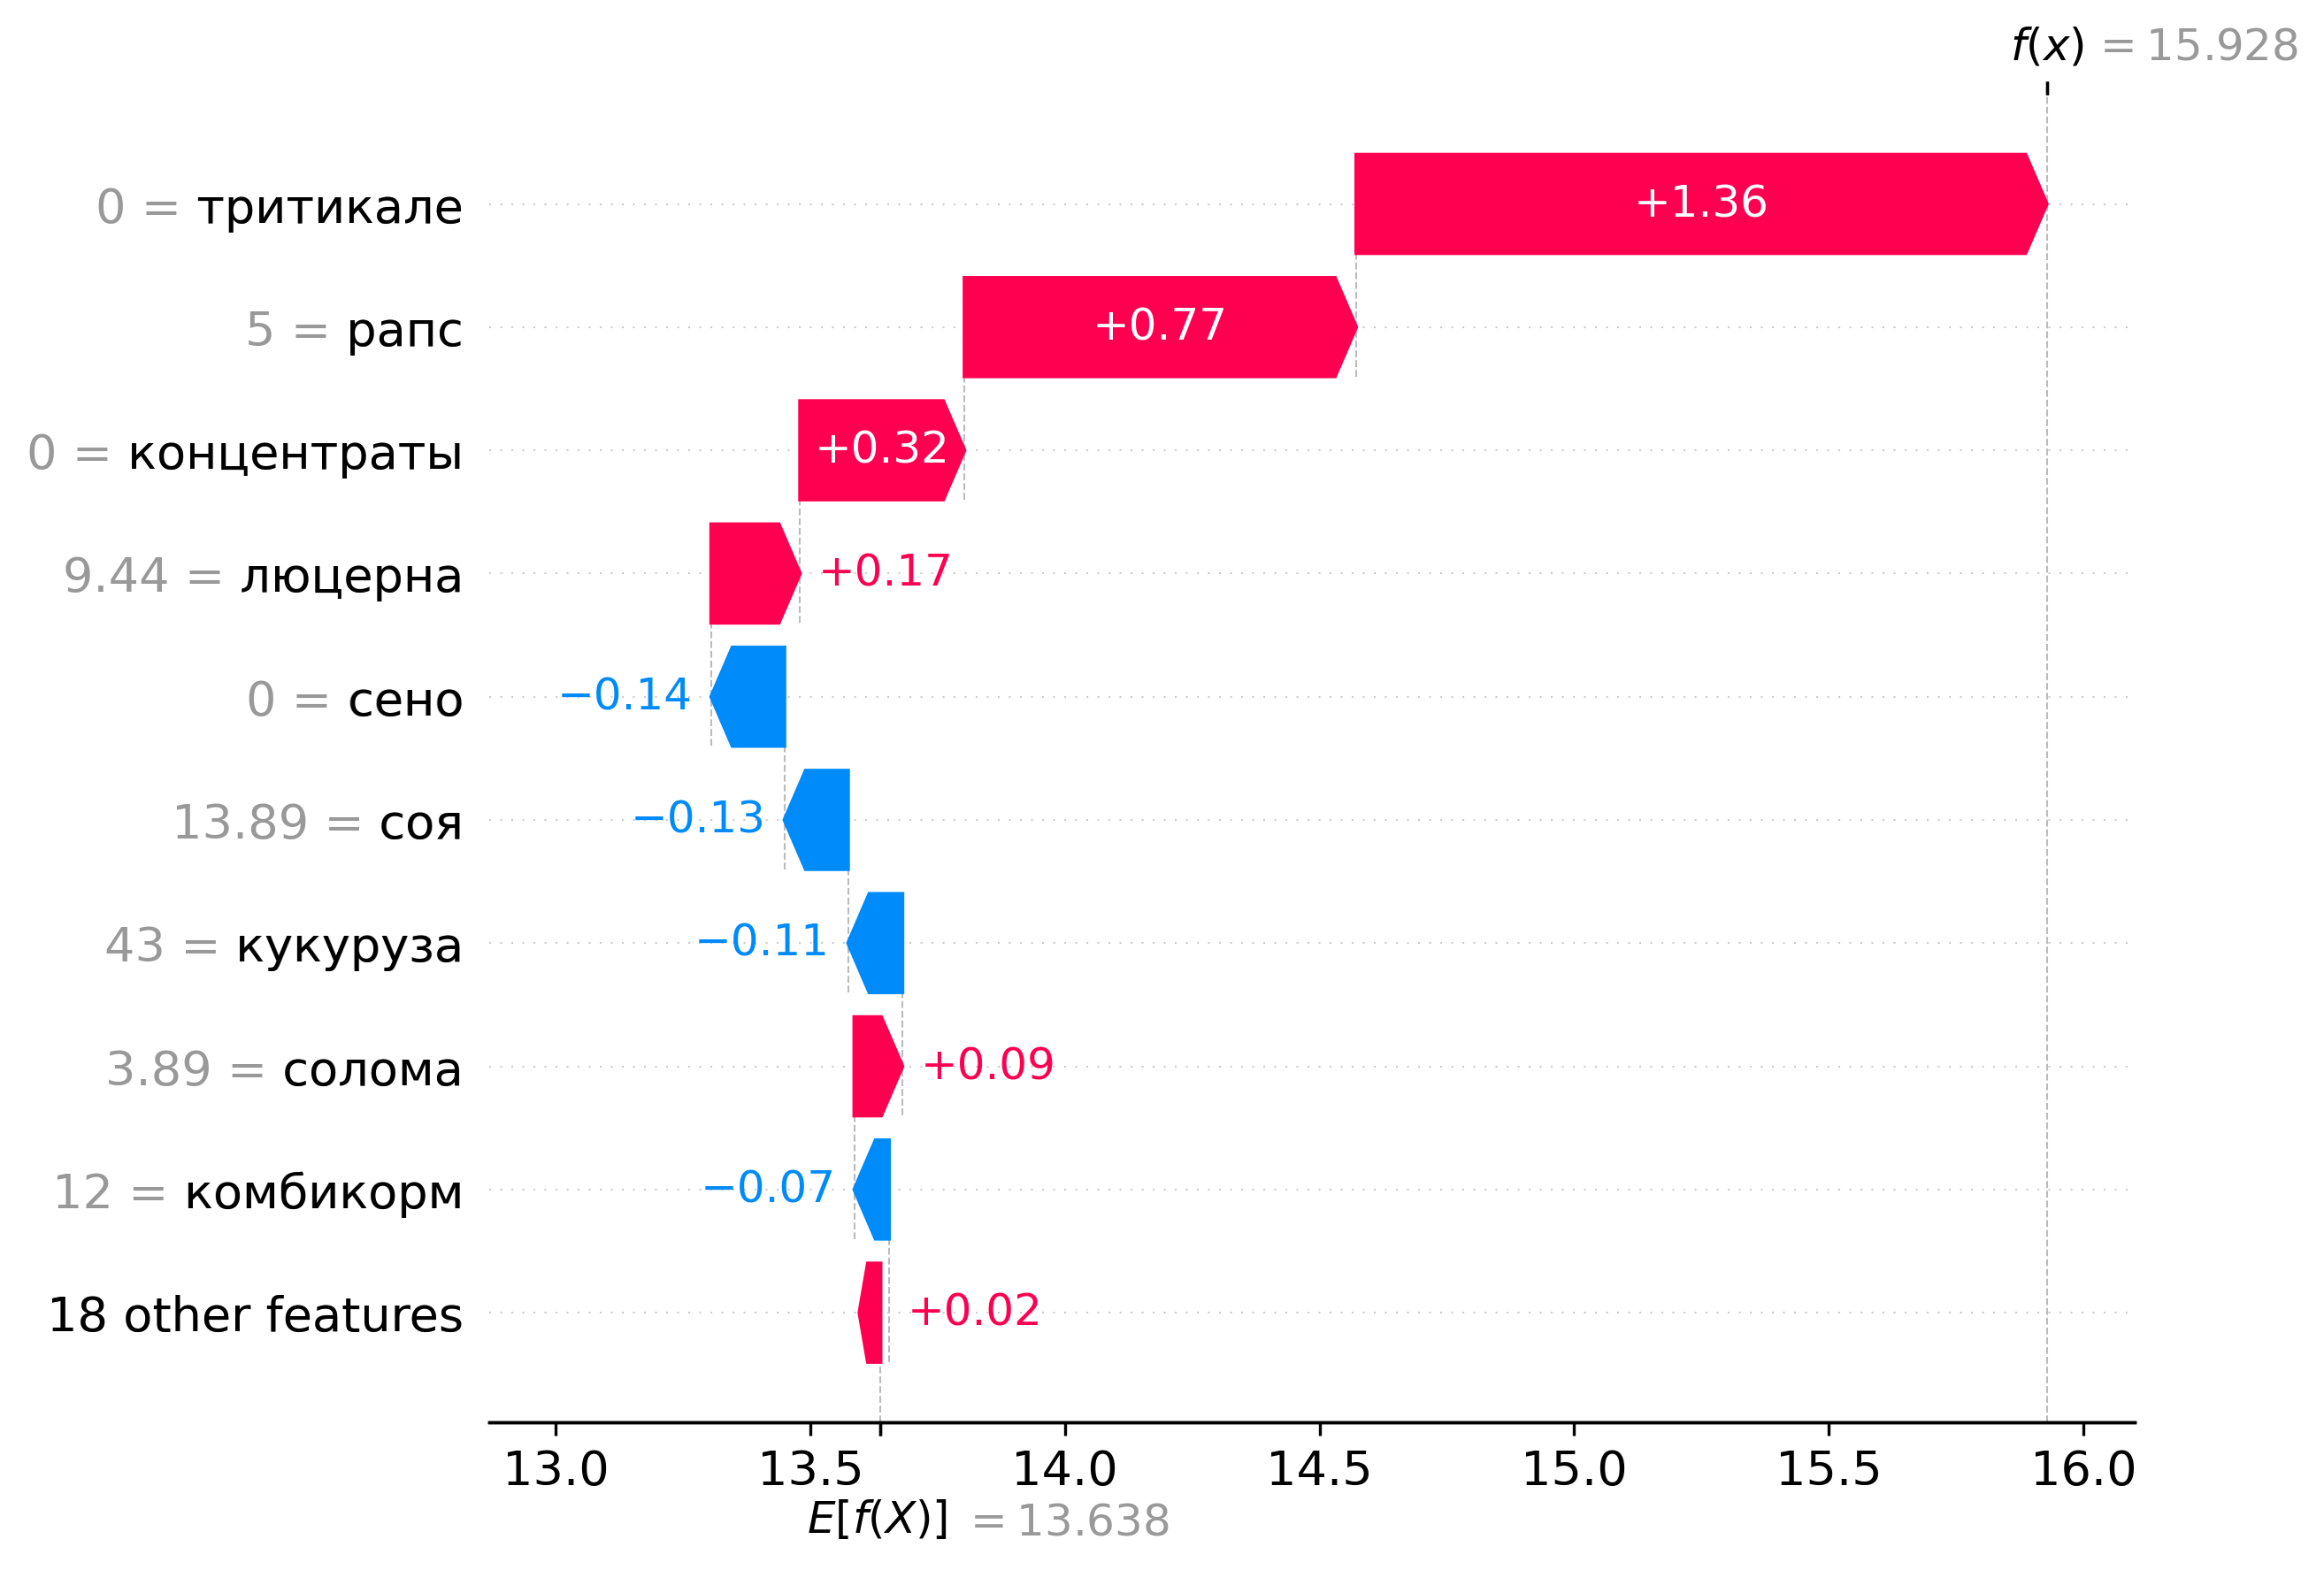 f(x) = 15.928
0 = тритикале +1.36
5 = рапс +0.77
0 = концентраты +0.32
9.44 = люцерна +0.17
0 = сено −0.14
13.89 = соя −0.13
43 = кукуруза −0.11
3.89 = солома +0.09
12 = комбикорм −0.07
18 other features +0.02
13.0 13.5 14.0 14.5 15.0 15.5 16.0
E[f(X)] = 13.638